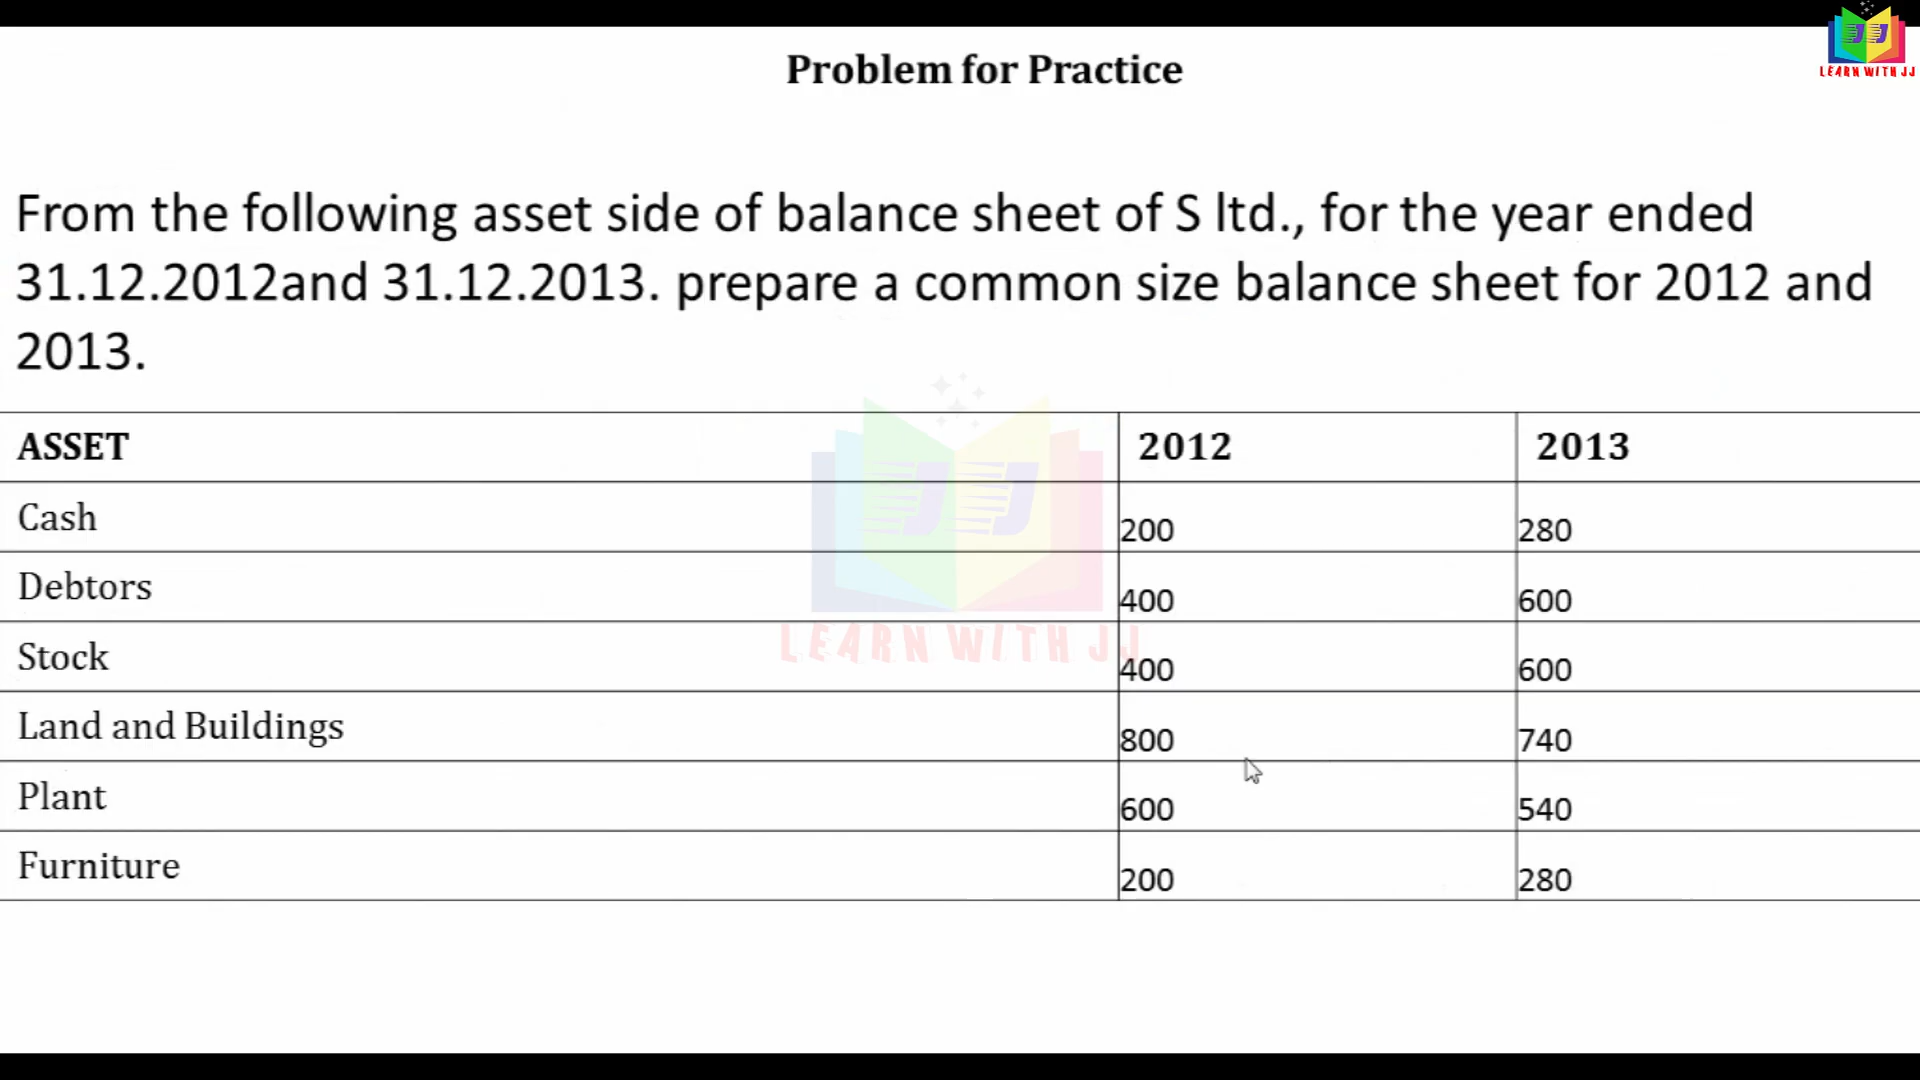 LEARN WITH JJ
Problem for Practice
From the following asset side of balance sheet of S ltd., for the year ended
31.12.2012and 31.12.2013. prepare a common size balance sheet for 2012 and
2013.
ASSET 2012 2013
Cash 200 280
Debtors 400 600
Stock 400 600
LEARN WITH JJ
Land and Buildings 800 740
Plant 600 540
Furniture 200 280